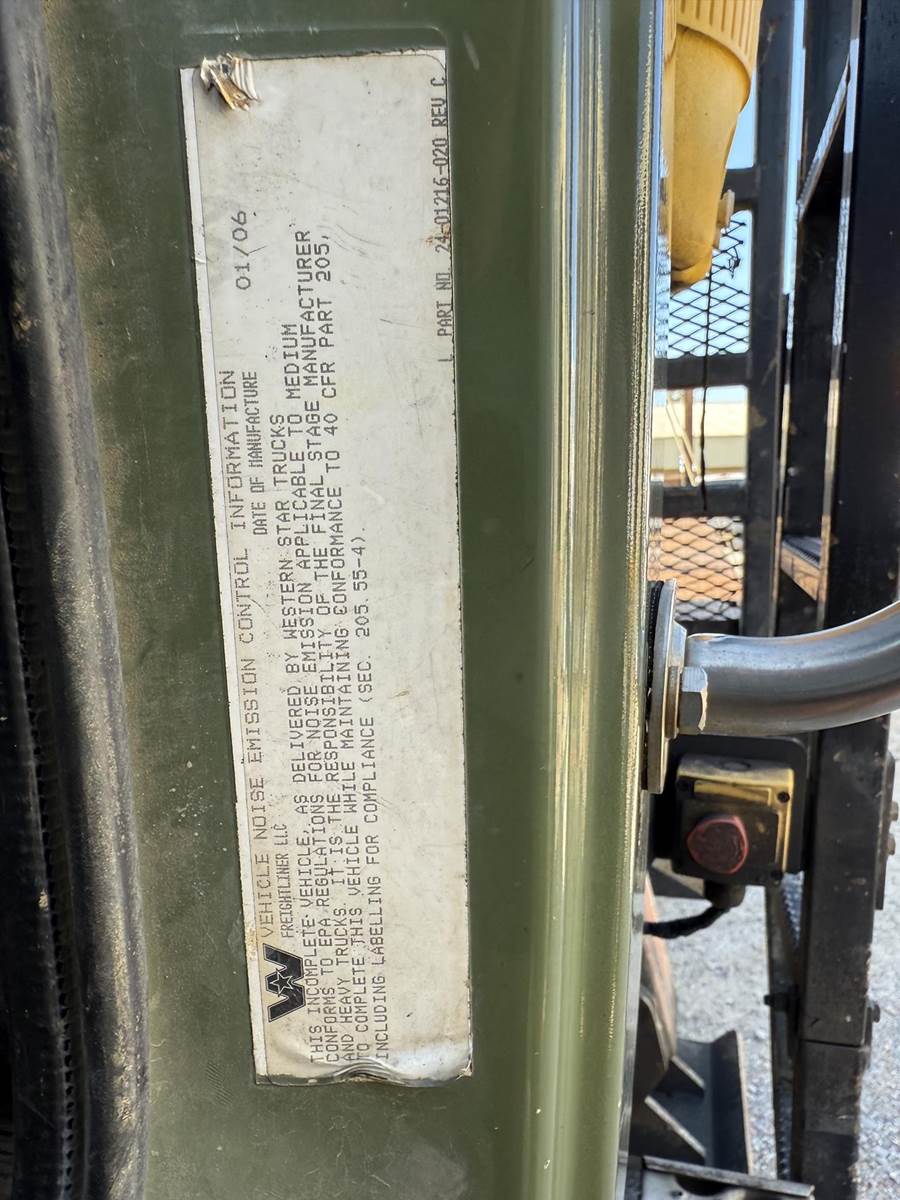 VEHICLE NOISE EMISSION CONTROL INFORMATION
FREIGHTLINER LLC DATE OF MANUFACTURE 01/06
THIS INCOMPLETE VEHICLE, AS DELIVERED BY WESTERN STAR TRUCKS
CONFORMS TO EPA REGULATIONS FOR NOISE EMISSION APPLICABLE TO MEDIUM
AND HEAVY TRUCKS. IT IS THE RESPONSIBILITY OF THE FINAL STAGE MANUFACTURER
TO COMPLETE THIS VEHICLE WHILE MAINTAINING CONFORMANCE TO 40 CFR PART 205,
INCLUDING LABELLING FOR COMPLIANCE (SEC. 205.55-4).
L PART NO. 24-01216-020 REV C